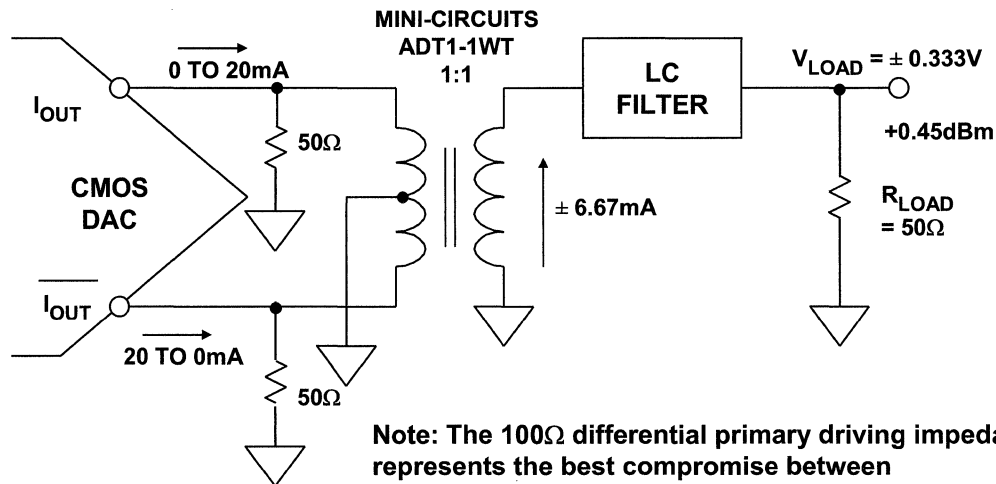 MINI-CIRCUITS
ADT1-1WT
1:1
0 TO 20mA
I_OUT
50Ω
CMOS
DAC
I_OUT
20 TO 0mA
50Ω
± 6.67mA
LC
FILTER
V_LOAD = ± 0.333V
+0.45dBm
R_LOAD
= 50Ω
Note: The 100Ω differential primary driving impeda
represents the best compromise between